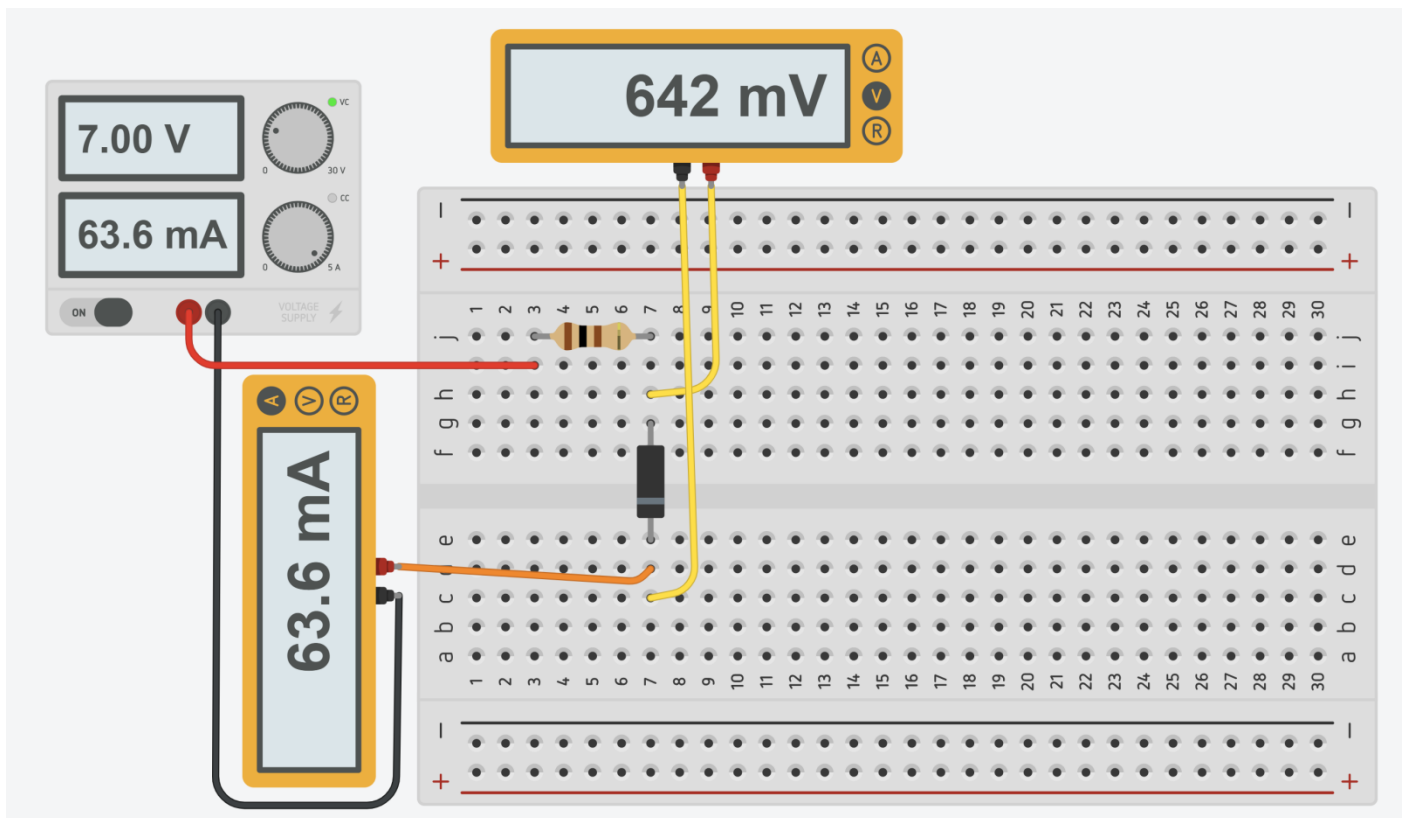 642 mV
A
V
R
7.00 V
VC
0 30 V
63.6 mA
CC
0 5 A
ON
VOLTAGE
SUPPLY
A V R
63.6 mA
− −
+ +
1 2 3 4 5 6 7 8 9 10 11 12 13 14 15 16 17 18 19 20 21 22 23 24 25 26 27 28 29 30
j j
i i
h h
g g
f f
e e
d
c c
b b
a a
1 2 3 4 5 6 7 8 9 10 11 12 13 14 15 16 17 18 19 20 21 22 23 24 25 26 27 28 29 30
− −
+ +